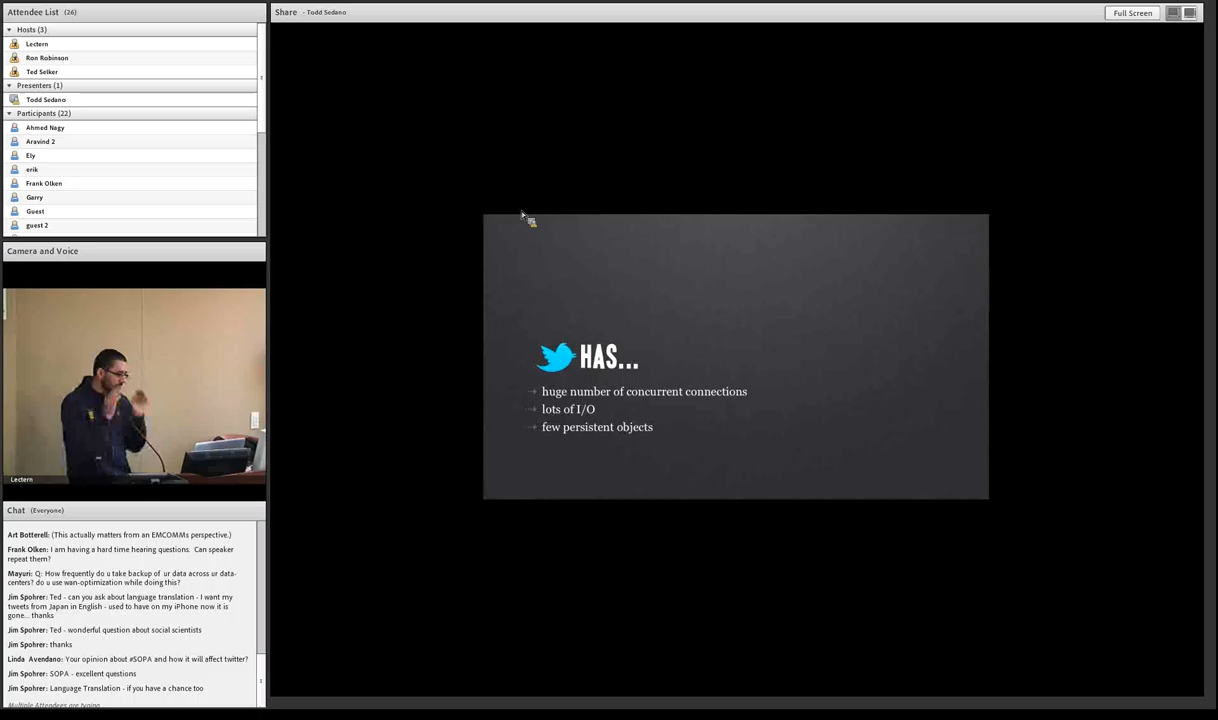 Attendee List (26)
Hosts (3)
Lectern
Ron Robinson
Ted Selker
Presenters (1)
Todd Sedano
Participants (22)
Ahmed Nagy
Aravind 2
Ely
erik
Frank Olken
Garry
Guest
guest 2
Camera and Voice
Lectern
Chat (Everyone)
Art Botterell: (This actually matters from an EMCOMMs perspective.)
Frank Olken: I am having a hard time hearing questions. Can speaker
repeat them?
Mayuri: Q: How frequently do u take backup of ur data across ur data-
centers? do u use wan-optimization while doing this?
Jim Spohrer: Ted - can you ask about language translation - I want my
tweets from Japan in English - used to have on my iPhone now it is
gone... thanks
Jim Spohrer: Ted - wonderful question about social scientists
Jim Spohrer: thanks
Linda Avendano: Your opinion about #SOPA and how it will affect twitter?
Jim Spohrer: SOPA - excellent questions
Jim Spohrer: Language Translation - if you have a chance too
Multiple Attendees are typing
Share - Todd Sedano
Full Screen
HAS...
huge number of concurrent connections
lots of I/O
few persistent objects